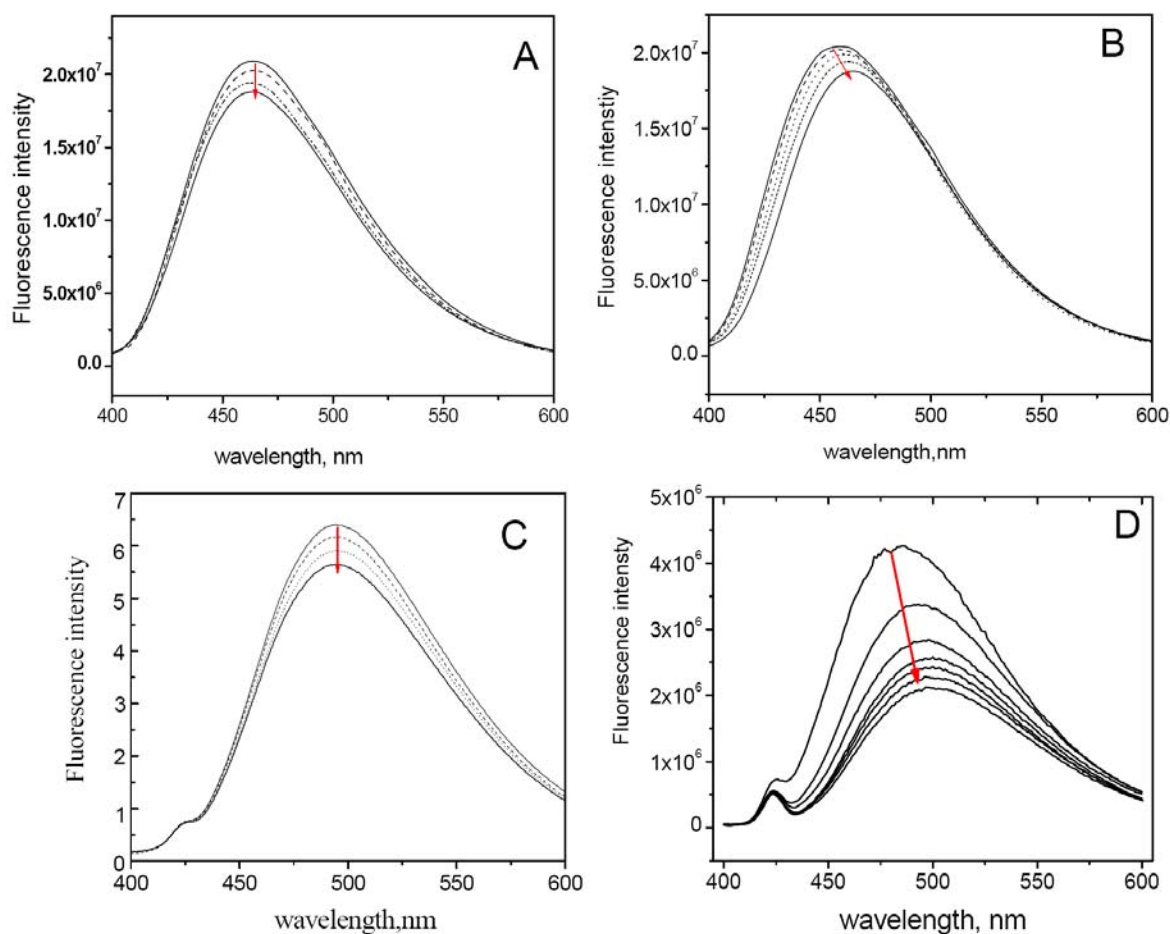 A
Fluorescence intensity
2.0x10⁷
1.5x10⁷
1.0x10⁷
5.0x10⁶
0.0
400 450 500 550 600
wavelength, nm
B
Fluorescence intenstiy
2.0x10⁷
1.5x10⁷
1.0x10⁷
5.0x10⁶
0.0
400 450 500 550 600
wavelength,nm
C
Fluorescence intensity
7
6
5
4
3
2
1
0
400 450 500 550 600
wavelength,nm
D
Fluorescence intensty
5x10⁶
4x10⁶
3x10⁶
2x10⁶
1x10⁶
0
400 450 500 550 600
wavelength, nm